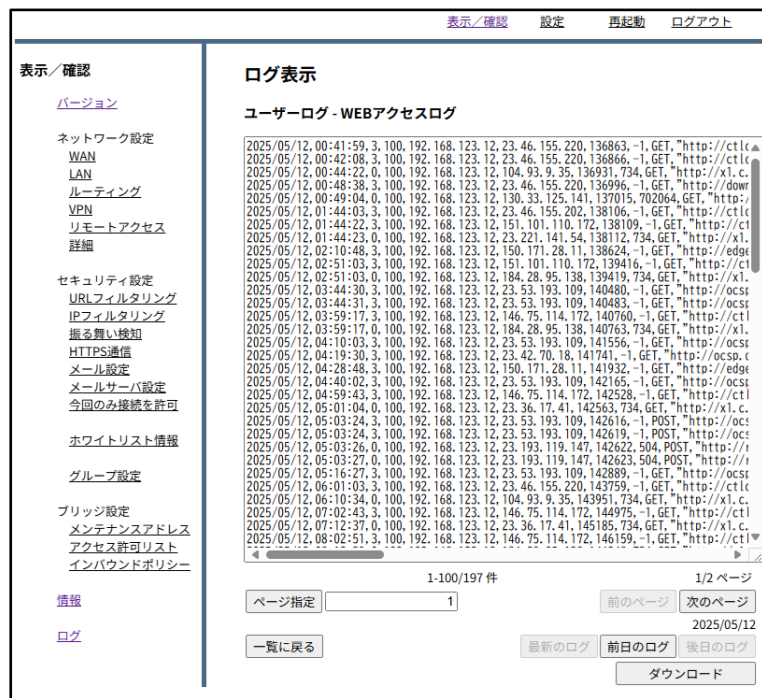 表示／確認 設定 再起動 ログアウト
表示／確認
バージョン
ネットワーク設定
WAN
LAN
ルーティング
VPN
リモートアクセス
詳細
セキュリティ設定
URLフィルタリング
IPフィルタリング
振る舞い検知
HTTPS通信
メール設定
メールサーバ設定
今回のみ接続を許可
ホワイトリスト情報
グループ設定
ブリッジ設定
メンテナンスアドレス
アクセス許可リスト
インバウンドポリシー
情報
ログ
ログ表示
ユーザーログ - WEBアクセスログ
2025/05/12,00:41:59,3,100,192.168.123.12,23.46.155.220,136863,-1,GET,"http://ctlc
2025/05/12,00:42:08,3,100,192.168.123.12,23.46.155.220,136866,-1,GET,"http://ctlc
2025/05/12,00:44:22,0,100,192.168.123.12,104.93.9.35,136931,734,GET,"http://x1.c.
2025/05/12,00:48:38,3,100,192.168.123.12,23.46.155.220,136996,-1,GET,"http://down
2025/05/12,00:49:04,0,100,192.168.123.12,130.33.125.141,137015,702064,GET,"http:/
2025/05/12,01:44:03,3,100,192.168.123.12,23.46.155.202,138106,-1,GET,"http://ctlc
2025/05/12,01:44:22,3,100,192.168.123.12,151.101.110.172,138109,-1,GET,"http://ct
2025/05/12,01:44:23,0,100,192.168.123.12,23.221.141.54,138112,734,GET,"http://x1.
2025/05/12,02:10:48,3,100,192.168.123.12,150.171.28.11,138624,-1,GET,"http://edge
2025/05/12,02:51:03,3,100,192.168.123.12,151.101.110.172,139416,-1,GET,"http://ct
2025/05/12,02:51:03,0,100,192.168.123.12,184.28.95.138,139419,734,GET,"http://x1.
2025/05/12,03:44:30,3,100,192.168.123.12,23.53.193.109,140480,-1,GET,"http://ocsp
2025/05/12,03:44:31,3,100,192.168.123.12,23.53.193.109,140483,-1,GET,"http://ocsp
2025/05/12,03:59:17,3,100,192.168.123.12,146.75.114.172,140760,-1,GET,"http://ctl
2025/05/12,03:59:17,0,100,192.168.123.12,184.28.95.138,140763,734,GET,"http://x1.
2025/05/12,04:10:03,3,100,192.168.123.12,23.53.193.109,141556,-1,GET,"http://ocsp
2025/05/12,04:19:30,3,100,192.168.123.12,23.42.70.18,141741,-1,GET,"http://ocsp.d
2025/05/12,04:28:48,3,100,192.168.123.12,150.171.28.11,141932,-1,GET,"http://edge
2025/05/12,04:40:02,3,100,192.168.123.12,23.53.193.109,142165,-1,GET,"http://ocsp
2025/05/12,04:59:43,3,100,192.168.123.12,146.75.114.172,142528,-1,GET,"http://ctl
2025/05/12,05:01:04,0,100,192.168.123.12,23.36.17.41,142563,734,GET,"http://x1.c.
2025/05/12,05:03:24,3,100,192.168.123.12,23.53.193.109,142616,-1,POST,"http://ocs
2025/05/12,05:03:24,3,100,192.168.123.12,23.53.193.109,142619,-1,POST,"http://ocs
2025/05/12,05:03:26,0,100,192.168.123.12,23.193.119.147,142622,504,POST,"http://r
2025/05/12,05:03:27,0,100,192.168.123.12,23.193.119.147,142623,504,POST,"http://r
2025/05/12,05:16:27,3,100,192.168.123.12,23.53.193.109,142889,-1,GET,"http://ocsp
2025/05/12,06:01:03,3,100,192.168.123.12,23.46.155.220,143759,-1,GET,"http://ctlc
2025/05/12,06:10:34,0,100,192.168.123.12,104.93.9.35,143951,734,GET,"http://x1.c.
2025/05/12,07:02:43,3,100,192.168.123.12,146.75.114.172,144975,-1,GET,"http://ctl
2025/05/12,07:12:37,0,100,192.168.123.12,23.36.17.41,145185,734,GET,"http://x1.c.
2025/05/12,08:02:51,3,100,192.168.123.12,146.75.114.172,146159,-1,GET,"http://ctl
1-100/197 件 1/2 ページ
ページ指定 1 前のページ 次のページ
2025/05/12
一覧に戻る 最新のログ 前日のログ 後日のログ
ダウンロード